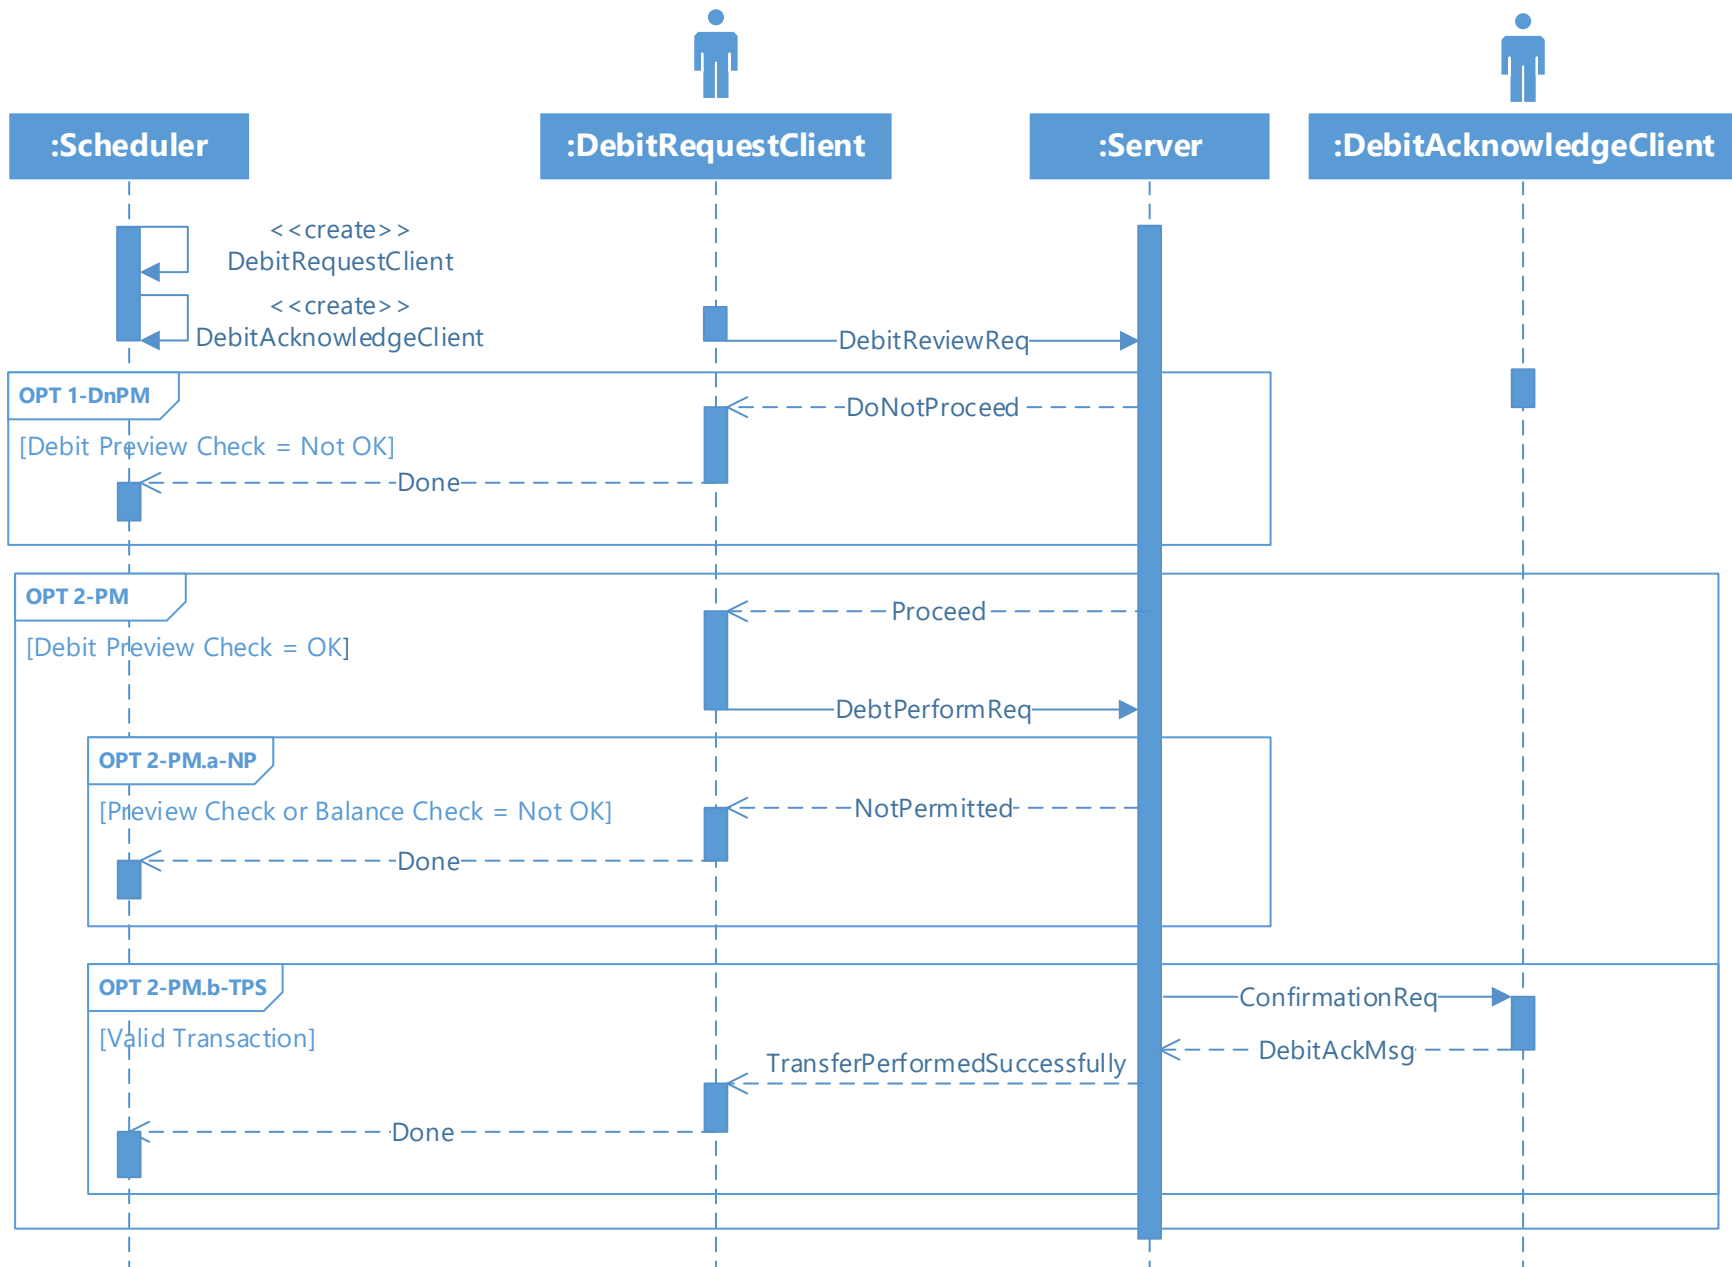 :Scheduler
:DebitRequestClient
:Server
:DebitAcknowledgeClient
<<create>>
DebitRequestClient
<<create>>
DebitAcknowledgeClient
DebitReviewReq
OPT 1-DnPM
DoNotProceed
[Debit Preview Check = Not OK]
Done
OPT 2-PM
Proceed
[Debit Preview Check = OK]
DebtPerformReq
OPT 2-PM.a-NP
NotPermitted
[Preview Check or Balance Check = Not OK]
Done
OPT 2-PM.b-TPS
ConfirmationReq
[Valid Transaction]
DebitAckMsg
TransferPerformedSuccessfully
Done